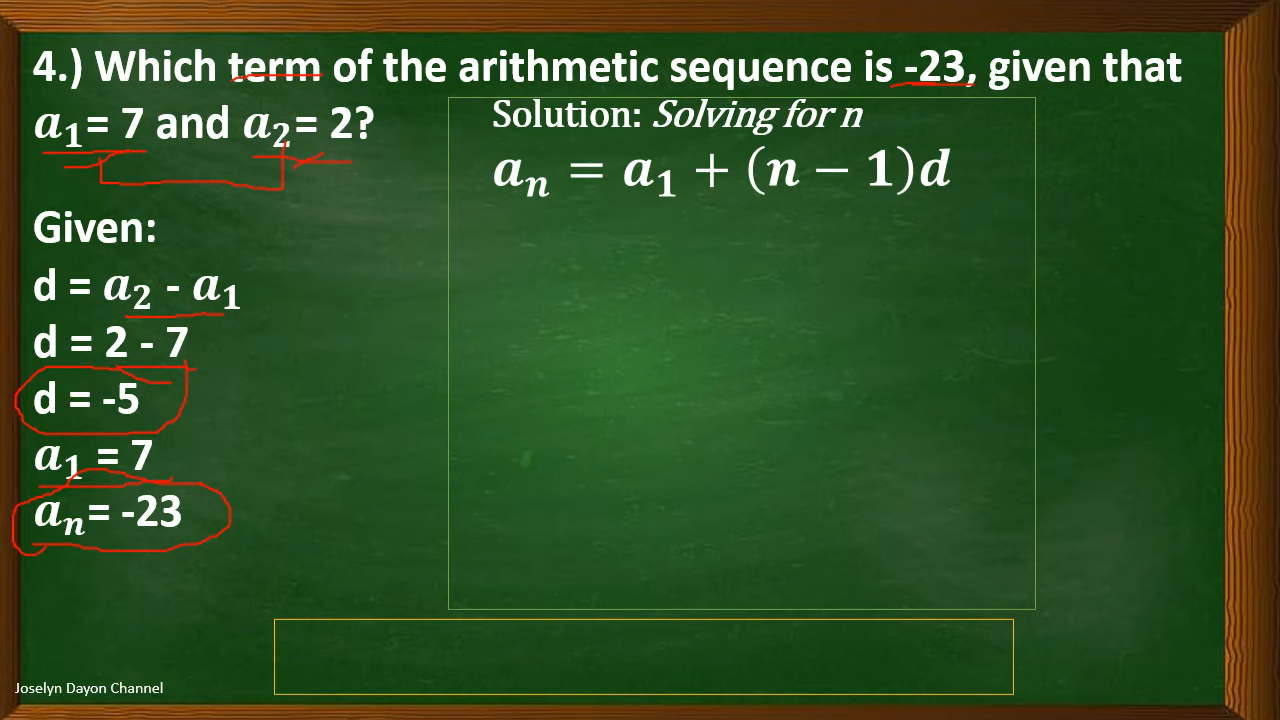 4.) Which term of the arithmetic sequence is -23, given that
a₁= 7 and a₂= 2?
Solution: Solving for n
aₙ = a₁ + (n − 1)d
Given:
d = a₂ - a₁
d = 2 - 7
d = -5
a₁ = 7
aₙ= -23
Joselyn Dayon Channel